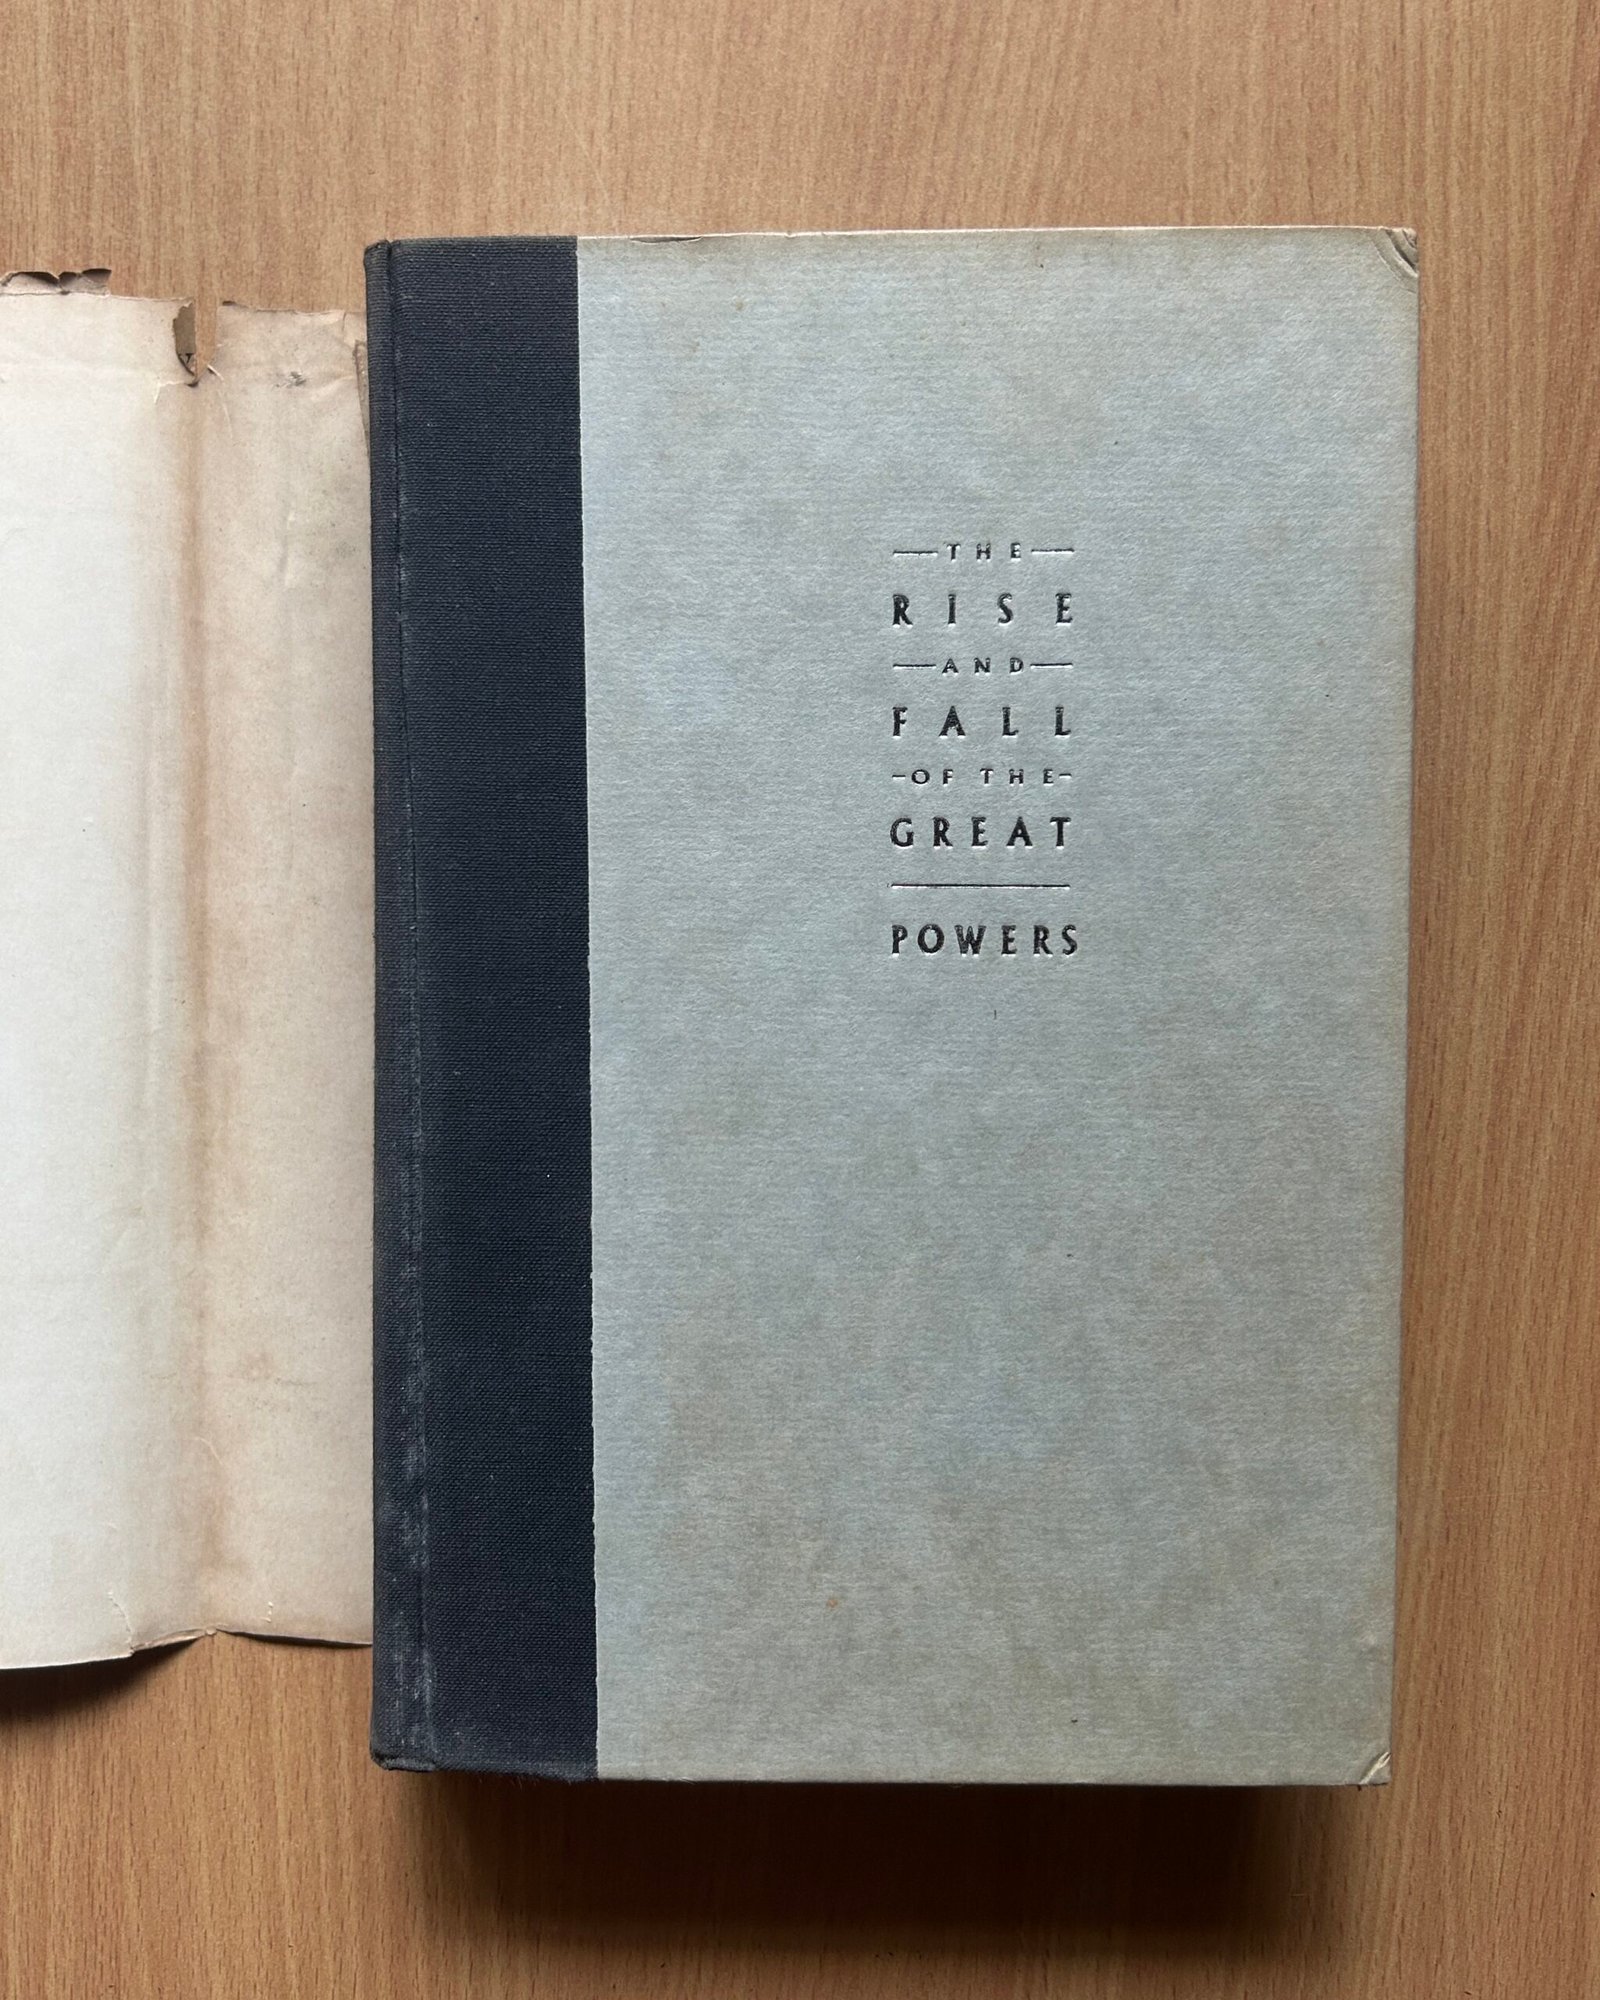 THE
RISE
AND
FALL
OF THE
GREAT
POWERS